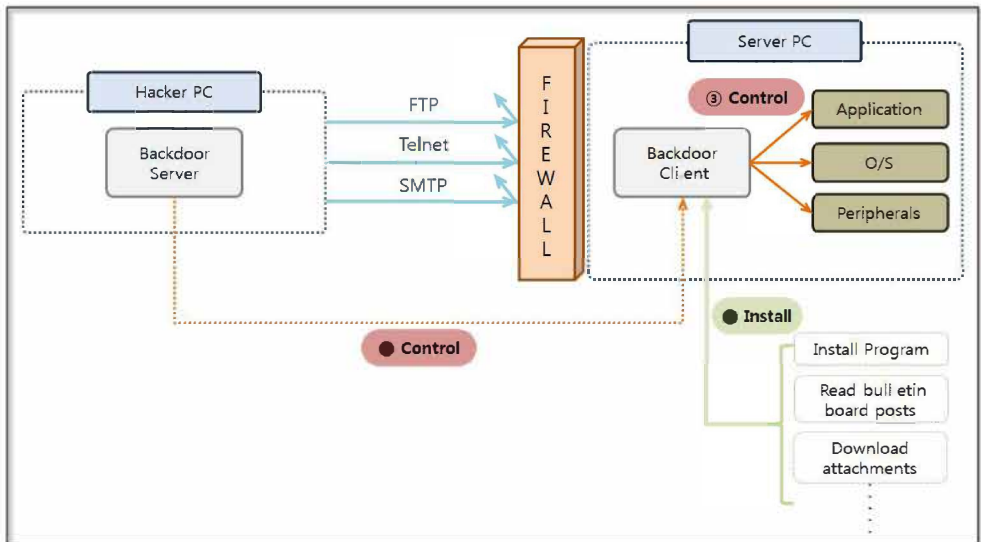 Server PC
Hacker PC
Backdoor
Server
FTP
Telnet
SMTP
F
I
R
E
W
A
L
L
③ Control
Backdoor
Client
Application
O/S
Peripherals
● Control
● Install
Install Program
Read bulletin
board posts
Download
attachments